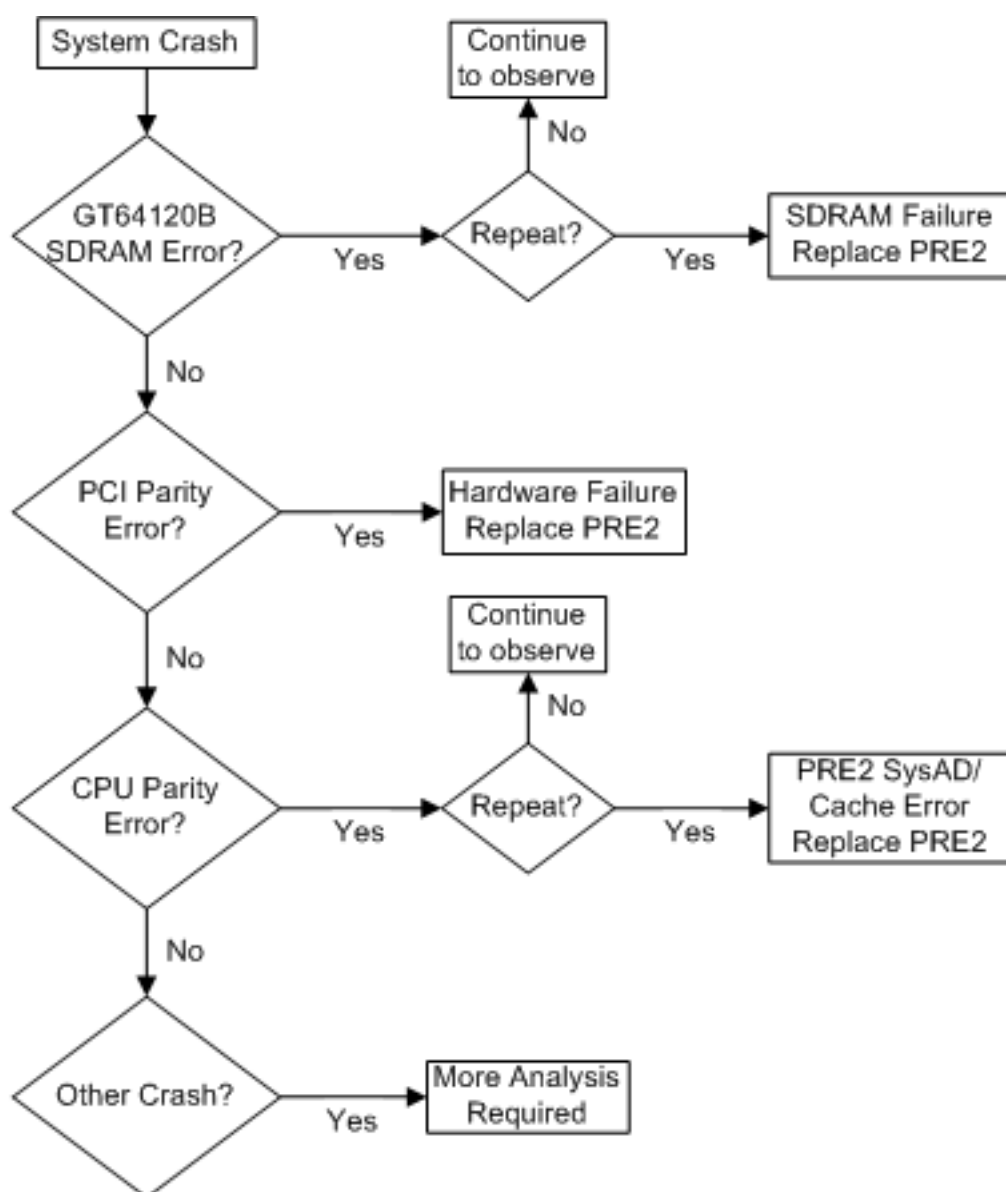 System Crash
Continue
to observe
No
GT64120B
SDRAM Error?
Yes
Repeat?
Yes
SDRAM Failure
Replace PRE2
No
PCI Parity
Error?
Yes
Hardware Failure
Replace PRE2
No
Continue
to observe
No
CPU Parity
Error?
Yes
Repeat?
Yes
PRE2 SysAD/
Cache Error
Replace PRE2
No
Other Crash?
Yes
More Analysis
Required